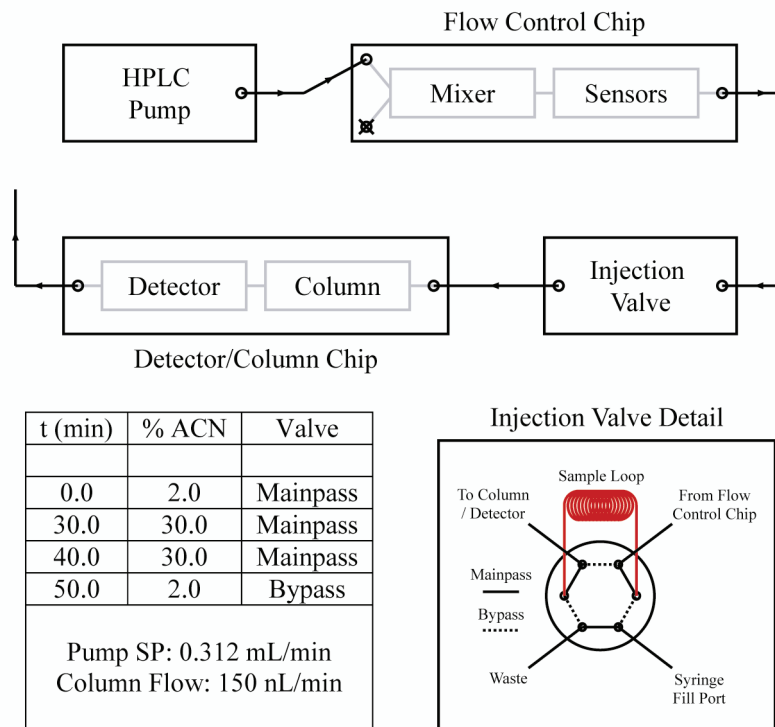 Flow Control Chip
HPLC
Pump
Mixer
Sensors
Detector
Column
Injection
Valve
Detector/Column Chip
t (min) % ACN Valve
0.0 2.0 Mainpass
30.0 30.0 Mainpass
40.0 30.0 Mainpass
50.0 2.0 Bypass
Pump SP: 0.312 mL/min
Column Flow: 150 nL/min
Injection Valve Detail
Sample Loop
To Column
/ Detector
From Flow
Control Chip
Mainpass
Bypass
Waste
Syringe
Fill Port